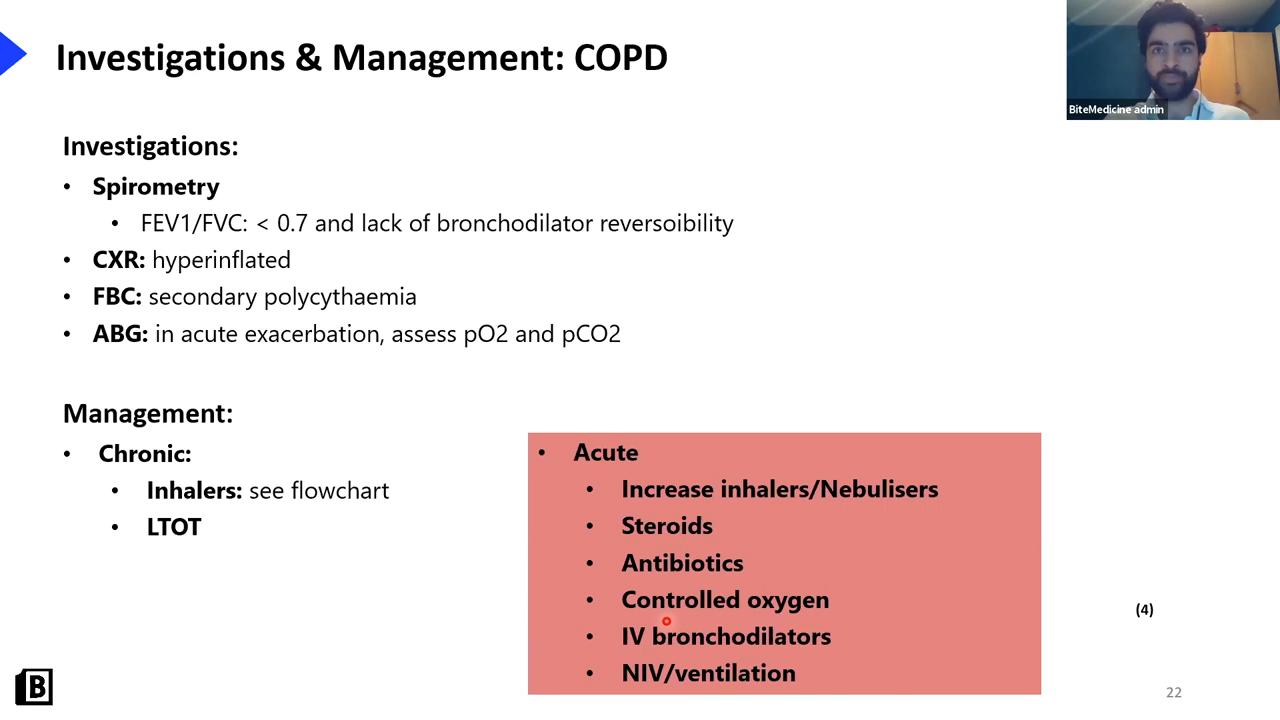 Investigations & Management: COPD
BiteMedicine admin
Investigations:
• Spirometry
• FEV1/FVC: < 0.7 and lack of bronchodilator reversoibility
• CXR: hyperinflated
• FBC: secondary polycythaemia
• ABG: in acute exacerbation, assess pO2 and pCO2
Management:
• Chronic:
• Inhalers: see flowchart
• LTOT
• Acute
• Increase inhalers/Nebulisers
• Steroids
• Antibiotics
• Controlled oxygen
• IV bronchodilators
• NIV/ventilation
(4)
B
22